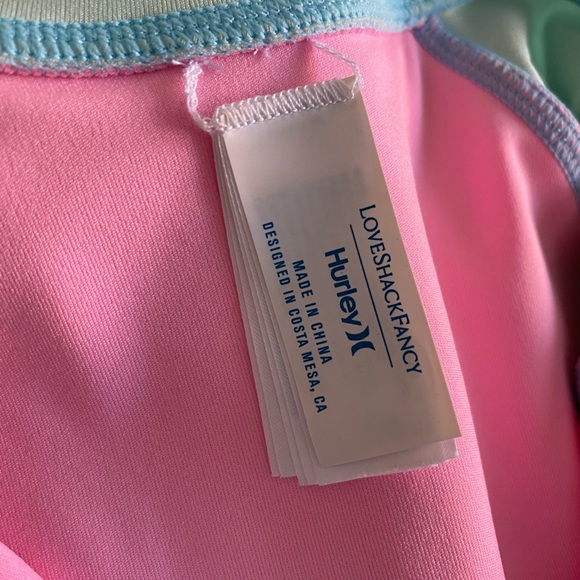 LOVESHACKFANCY
Hurley
MADE IN CHINA
DESIGNED IN COSTA MESA, CA